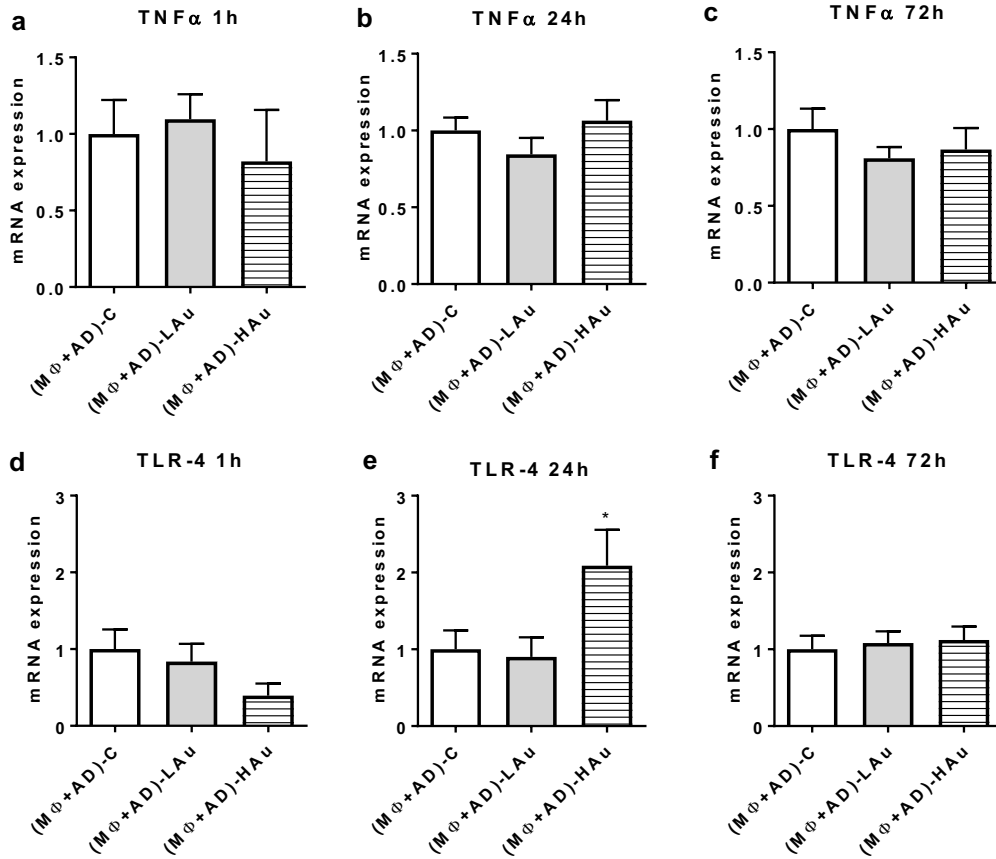 a
TNFα 1h
mRNA expression
1.5
1.0
0.5
0.0
(MΦ+AD)-C
(MΦ+AD)-LAu
(MΦ+AD)-HAu
b
TNFα 24h
mRNA expression
1.5
1.0
0.5
0.0
(MΦ+AD)-C
(MΦ+AD)-LAu
(MΦ+AD)-HAu
c
TNFα 72h
mRNA expression
1.5
1.0
0.5
0.0
(MΦ+AD)-C
(MΦ+AD)-LAu
(MΦ+AD)-HAu
d
TLR-4 1h
mRNA expression
3
2
1
0
(MΦ+AD)-C
(MΦ+AD)-LAu
(MΦ+AD)-HAu
e
TLR-4 24h
mRNA expression
3
2
1
0
*
(MΦ+AD)-C
(MΦ+AD)-LAu
(MΦ+AD)-HAu
f
TLR-4 72h
mRNA expression
3
2
1
0
(MΦ+AD)-C
(MΦ+AD)-LAu
(MΦ+AD)-HAu